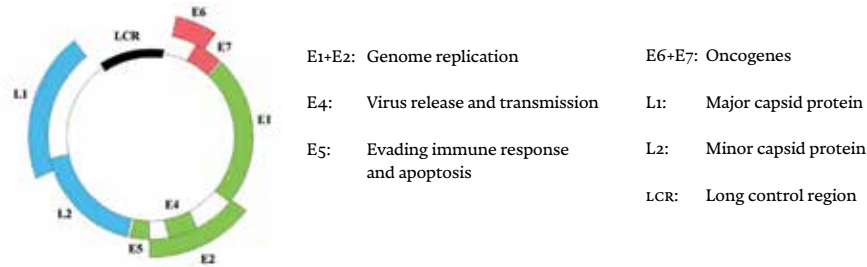 E6
LCR
E7
L1
E1
L2
E4
E5
E2
E1+E2: Genome replication
E4: Virus release and transmission
E5: Evading immune response
and apoptosis
E6+E7: Oncogenes
L1: Major capsid protein
L2: Minor capsid protein
LCR: Long control region